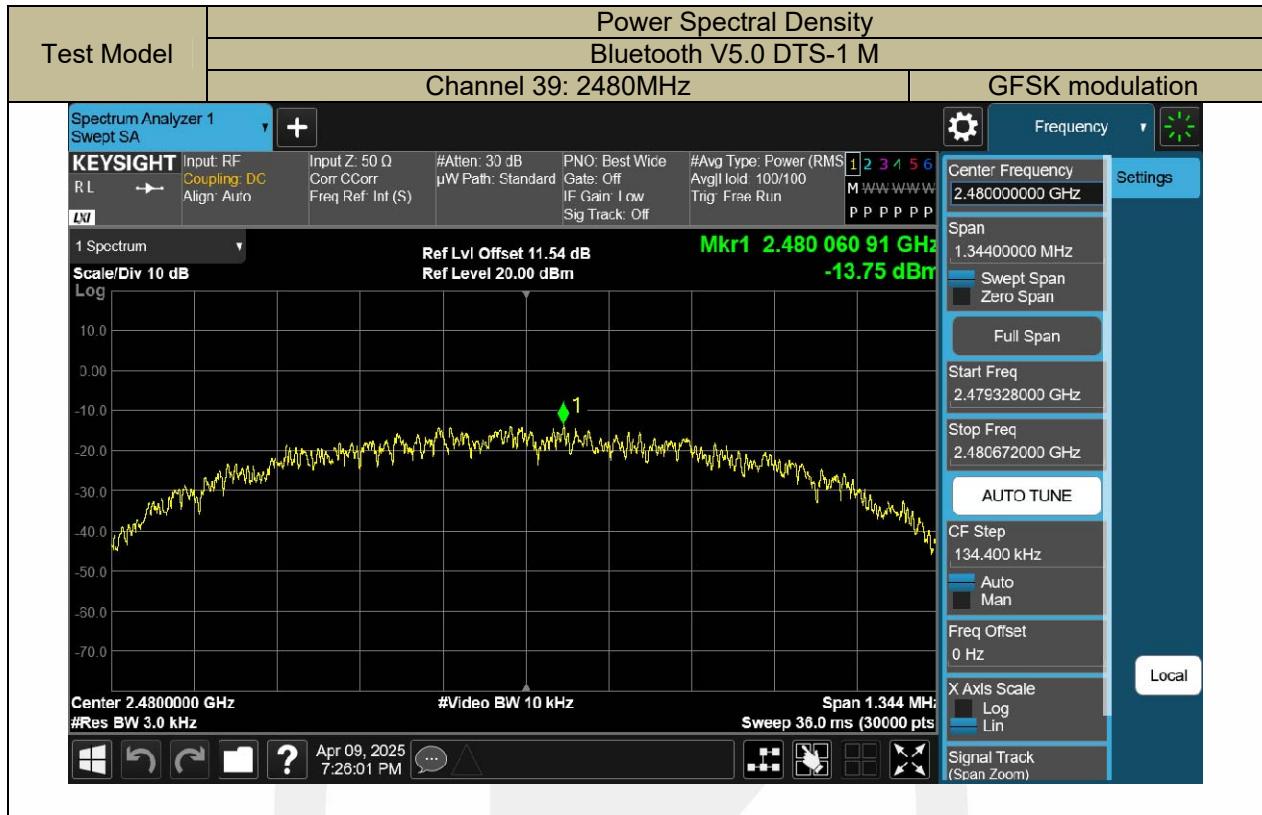 Power Spectral Density
Test Model
Bluetooth V5.0 DTS-1 M
Channel 39: 2480MHz GFSK modulation
Spectrum Analyzer 1
Swept SA
+
Frequency
KEYSIGHT Input: RF Input Z: 50 Ω #Atten: 30 dB PNO: Best Wide #Avg Type: Power (RMS 1 2 3 4 5 6
R L Coupling: DC Corr CCorr µW Path: Standard Gate: Off Avg|Hold: 100/100 M W W W W W
Align: Auto Freq Ref: Int (S) IF Gain: Low Trig: Free Run
LXI Sig Track: Off P P P P P P
1 Spectrum
Ref Lvl Offset 11.54 dB
Mkr1 2.480 060 91 GHz
Scale/Div 10 dB Ref Level 20.00 dBm -13.75 dBm
Log
10.0
0.00
-10.0
1
-20.0
-30.0
-40.0
-50.0
-60.0
-70.0
Center 2.4800000 GHz #Video BW 10 kHz Span 1.344 MHz
#Res BW 3.0 kHz Sweep 36.0 ms (30000 pts
Center Frequency
2.480000000 GHz
Settings
Span
1.34400000 MHz
Swept Span
Zero Span
Full Span
Start Freq
2.479328000 GHz
Stop Freq
2.480672000 GHz
AUTO TUNE
CF Step
134.400 kHz
Auto
Man
Freq Offset
0 Hz
X Axis Scale
Log
Lin
Local
Signal Track
(Span Zoom)
? Apr 09, 2025
7:26:01 PM